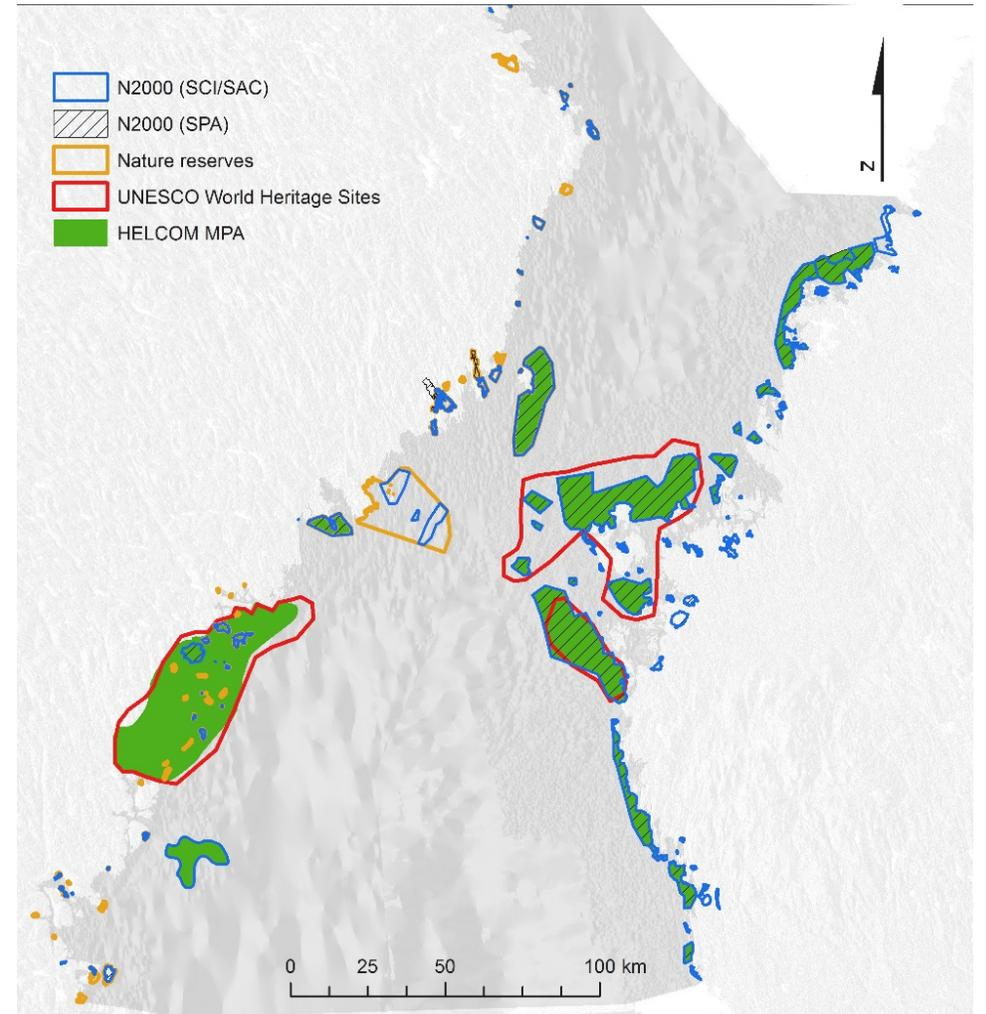 N2000 (SCI/SAC)
N2000 (SPA)
Nature reserves
UNESCO World Heritage Sites
HELCOM MPA
N
0 25 50 100 km